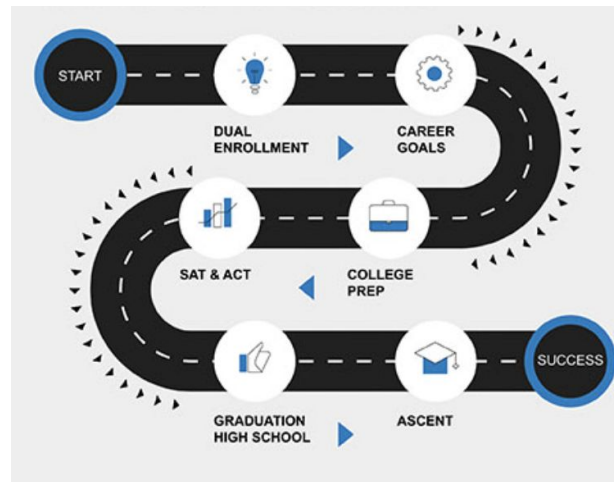 START
DUAL
ENROLLMENT
CAREER
GOALS
COLLEGE
PREP
SAT & ACT
GRADUATION
HIGH SCHOOL
ASCENT
SUCCESS